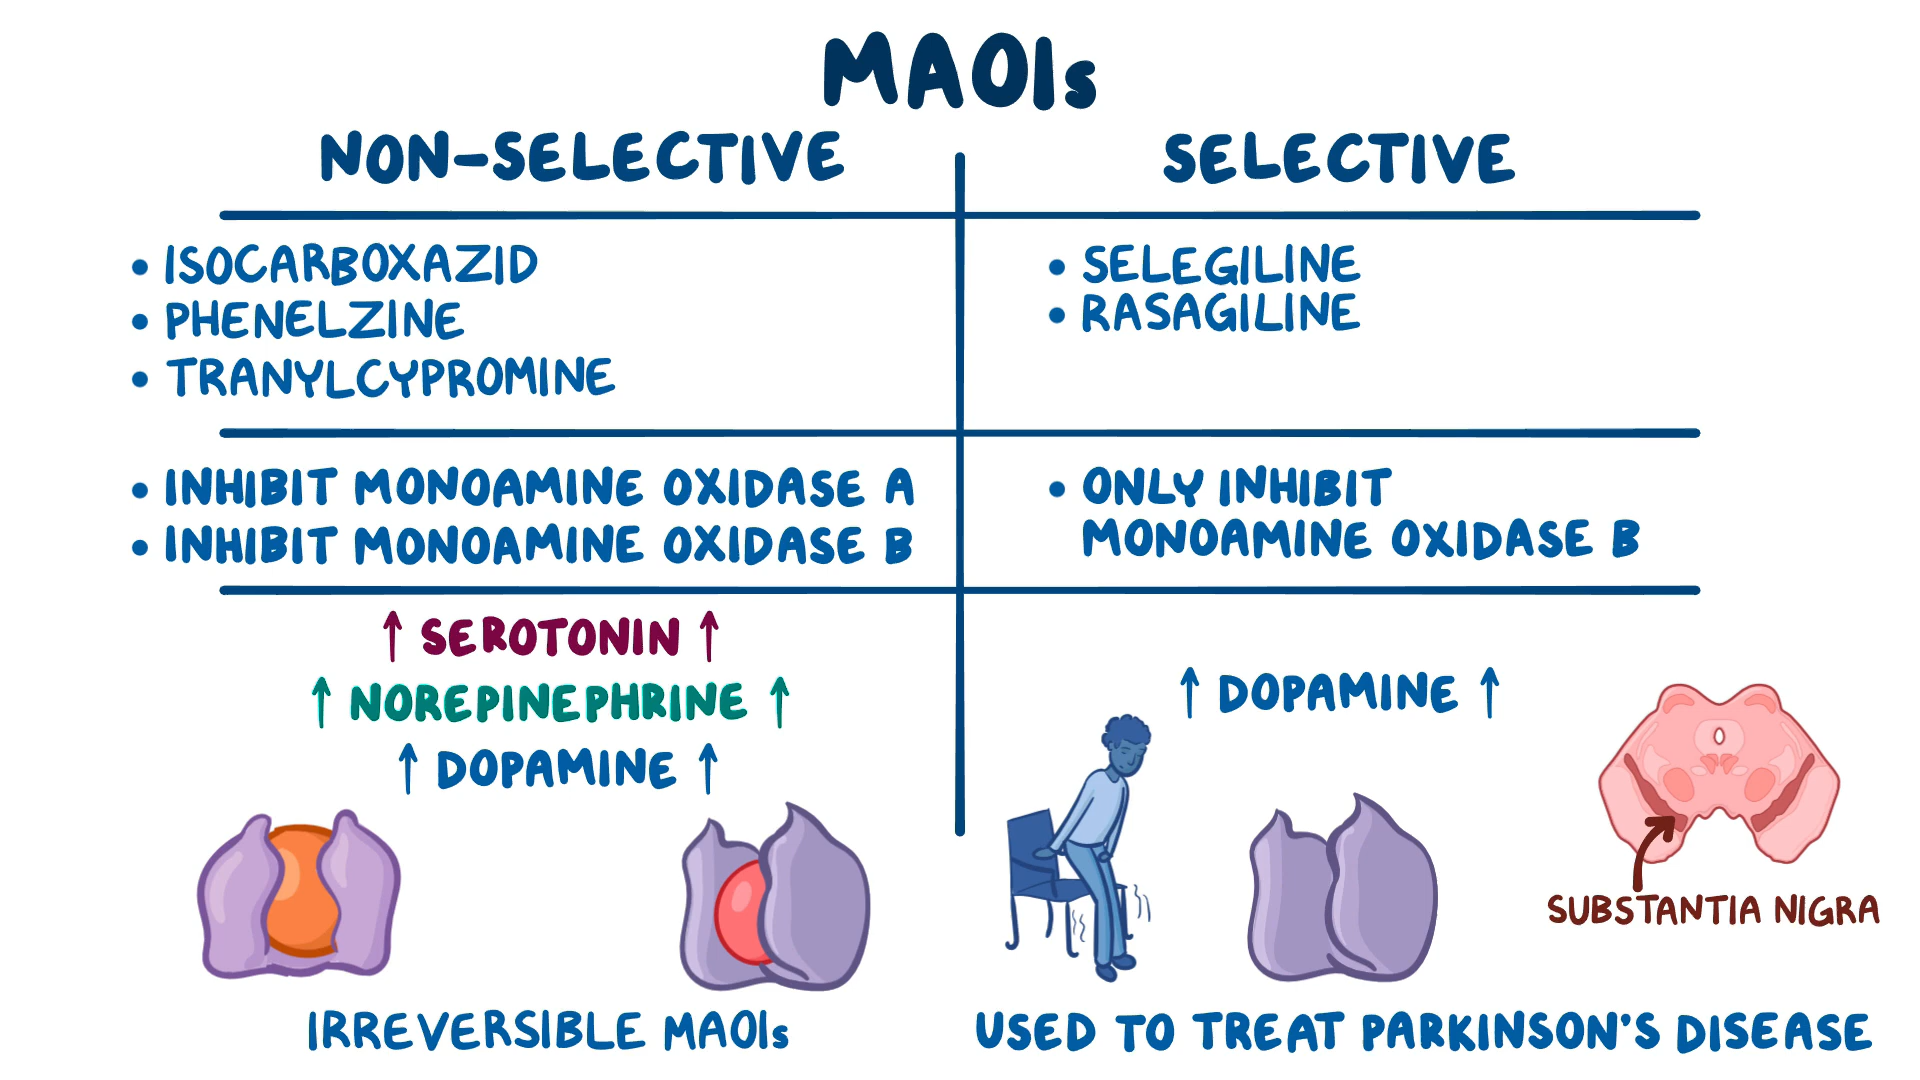 MAOIs
NON-SELECTIVE
SELECTIVE
• ISOCARBOXAZID
• PHENELZINE
• TRANYLCYPROMINE
• SELEGILINE
• RASAGILINE
• INHIBIT MONOAMINE OXIDASE A
• INHIBIT MONOAMINE OXIDASE B
• ONLY INHIBIT
MONOAMINE OXIDASE B
↑ SEROTONIN ↑
↑ NOREPINEPHRINE ↑
↑ DOPAMINE ↑
↑ DOPAMINE ↑
SUBSTANTIA NIGRA
IRREVERSIBLE MAOIs
USED TO TREAT PARKINSON'S DISEASE